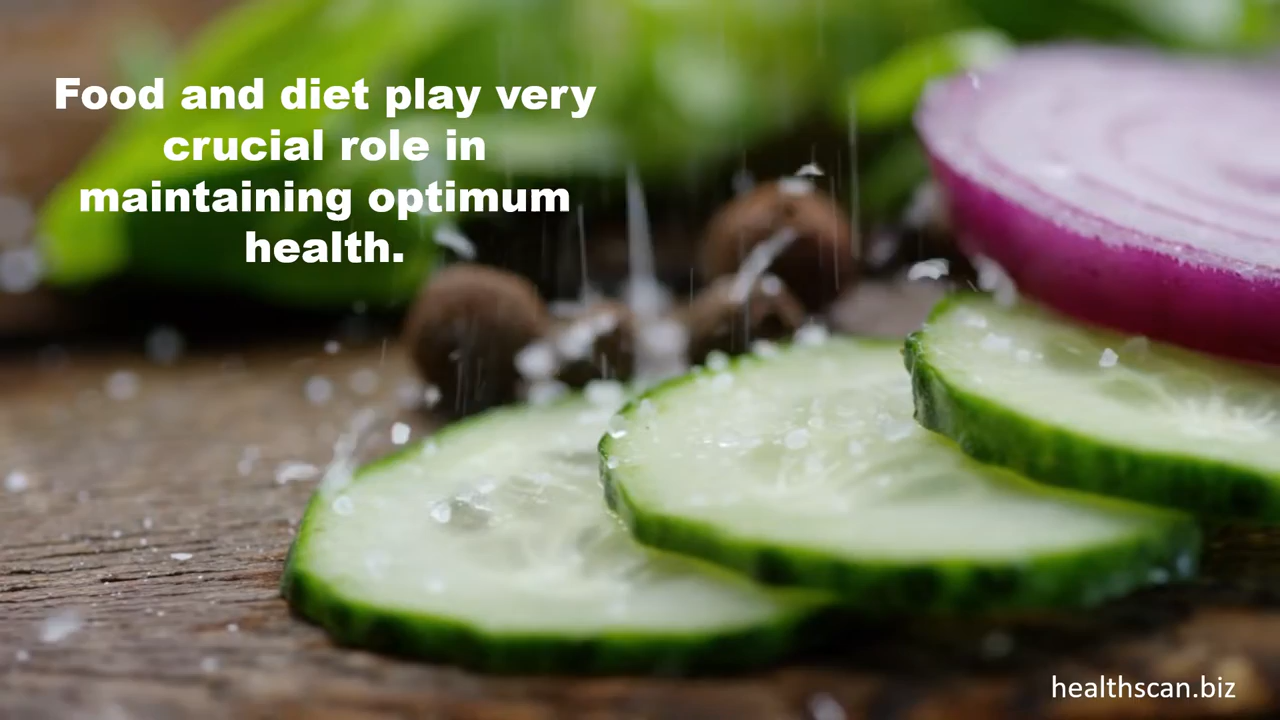 Food and diet play very
crucial role in
maintaining optimum
health.
healthscan.biz